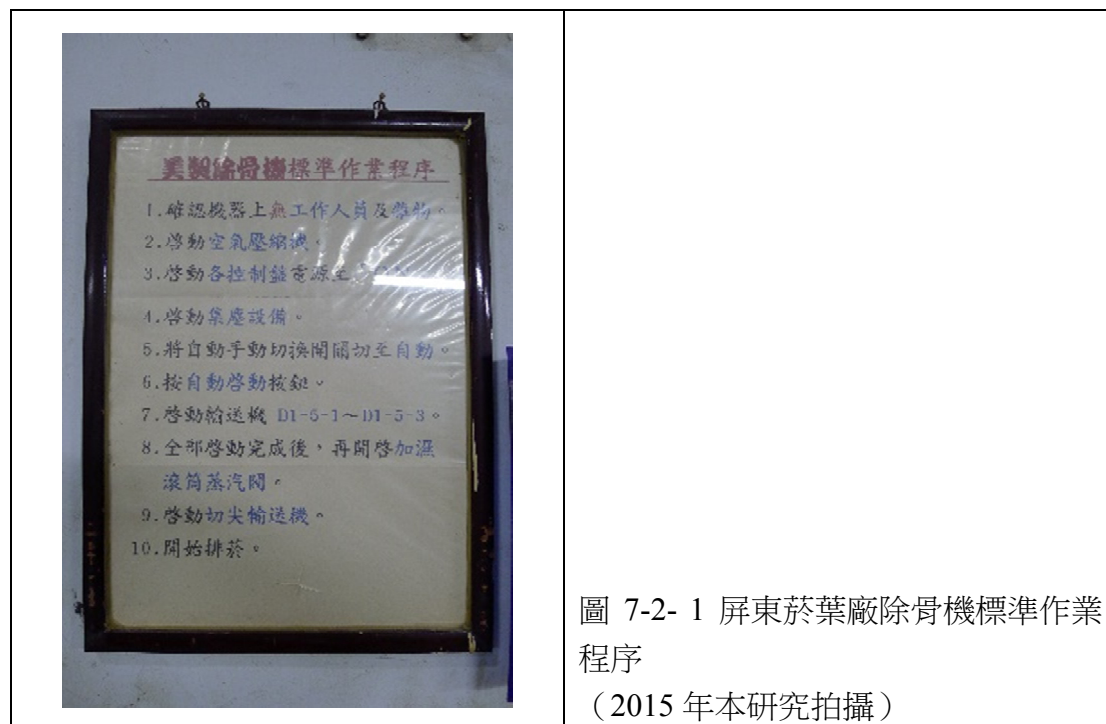 美製除骨機標準作業程序
1.確認機器上無工作人員及雜物。
2.啓動空氣壓縮機。
3.啓動各控制盤電源至
4.啓動集塵設備。
5.將自動手動切換開關切至自動。
6.按自動啓動按鈕。
7.啓動輸送機 D1-5-1～D1-5-3。
8.全部啓動完成後，再開啓加濕
滾筒蒸汽閥。
9.啓動切尖輸送機。
10.開始排菸。
圖 7-2- 1 屏東菸葉廠除骨機標準作業
程序
（2015 年本研究拍攝）